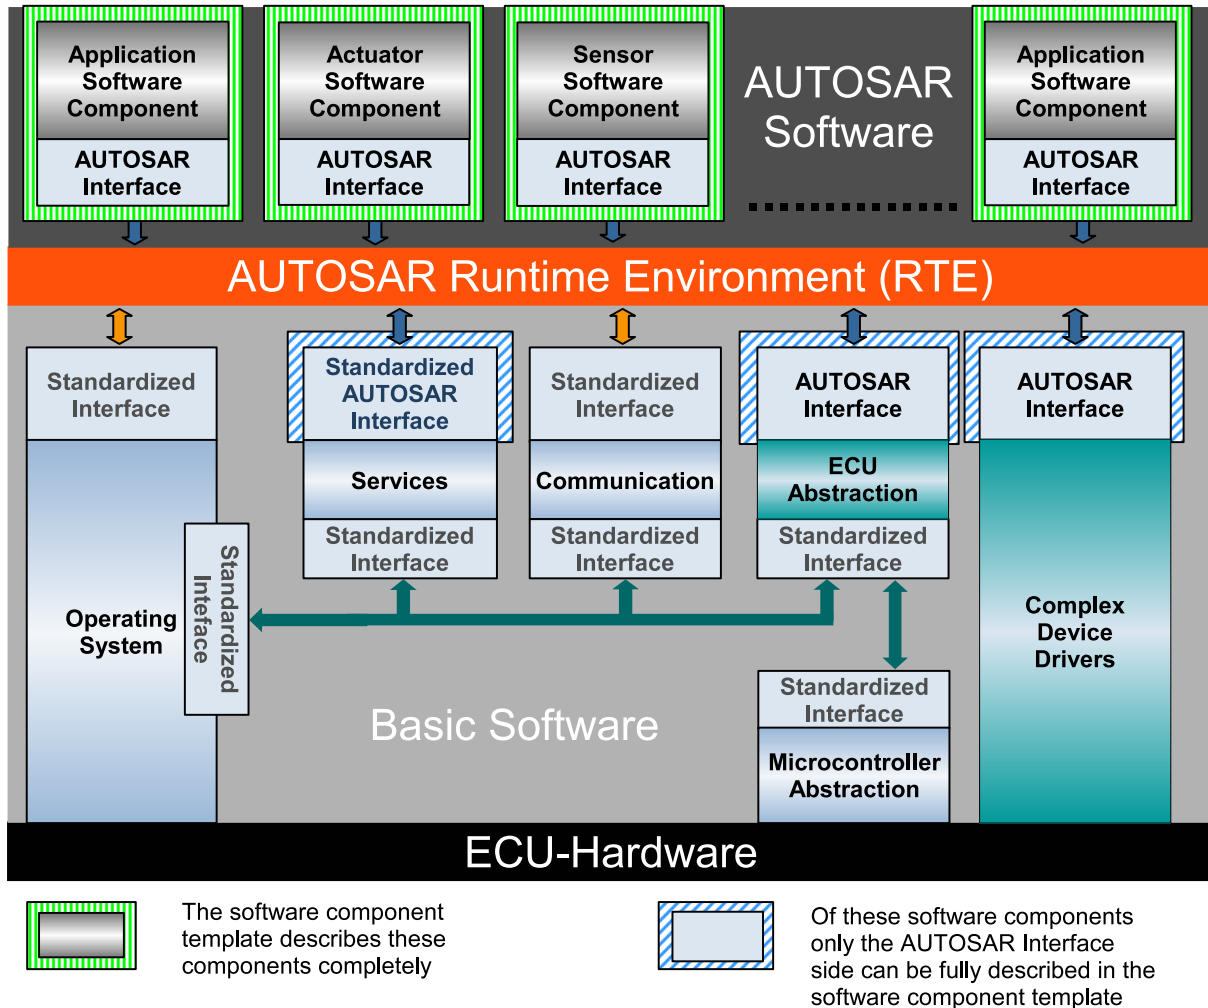 Application
Software
Component
AUTOSAR
Interface
Actuator
Software
Component
AUTOSAR
Interface
Sensor
Software
Component
AUTOSAR
Interface
AUTOSAR
Software
Application
Software
Component
AUTOSAR
Interface
AUTOSAR Runtime Environment (RTE)
Standardized
Interface
Operating
System
Standardized
Interface
Standardized
AUTOSAR
Interface
Services
Standardized
Interface
Standardized
Interface
Communication
Standardized
Interface
AUTOSAR
Interface
ECU
Abstraction
Standardized
Interface
Standardized
Interface
Microcontroller
Abstraction
AUTOSAR
Interface
Complex
Device
Drivers
Basic Software
ECU-Hardware
The software component
template describes these
components completely
Of these software components
only the AUTOSAR Interface
side can be fully described in the
software component template